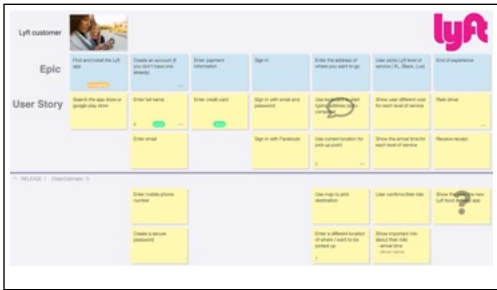 Lyft customer
lyft
Epic
Find and install the Lyft
app
Create an account (if
you don't have one
already)
Enter payment
information
Sign in
Enter the address of
where you want to go
User picks Lyft level of
service ( XL, Black, Lux)
End of experience
User Story
Search the app store or
google play store
Enter full name
Enter credit card
Sign in with email and
password
Show user different cost
for each level of service
Rate driver
Enter email
Sign in with Facebook
Use current location for
pick up point
Show the arrival time for
each level of service
Receive receipt
RELEASE 1
Enter mobile phone
number
Use map to pick
destination
User confirms their ride
Create a secure
password
Enter a different location
of where I want to be
picked up
Show important info
about their ride:
- arrival time
- driver name
?